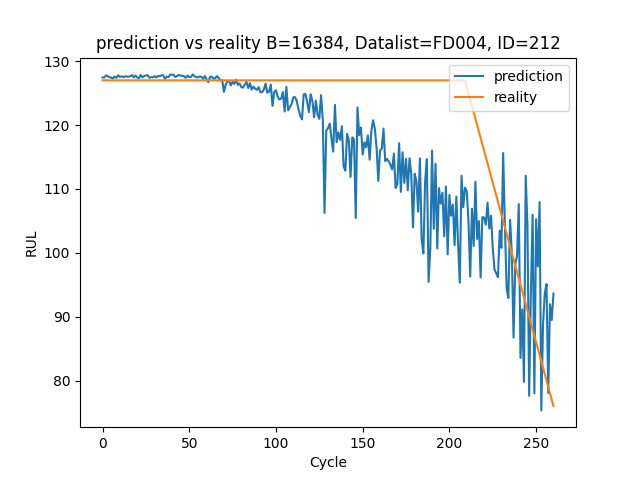 prediction vs reality B=16384, Datalist=FD004, ID=212
prediction
reality
RUL
130
120
110
100
90
80
0
50
100
150
200
250
Cycle